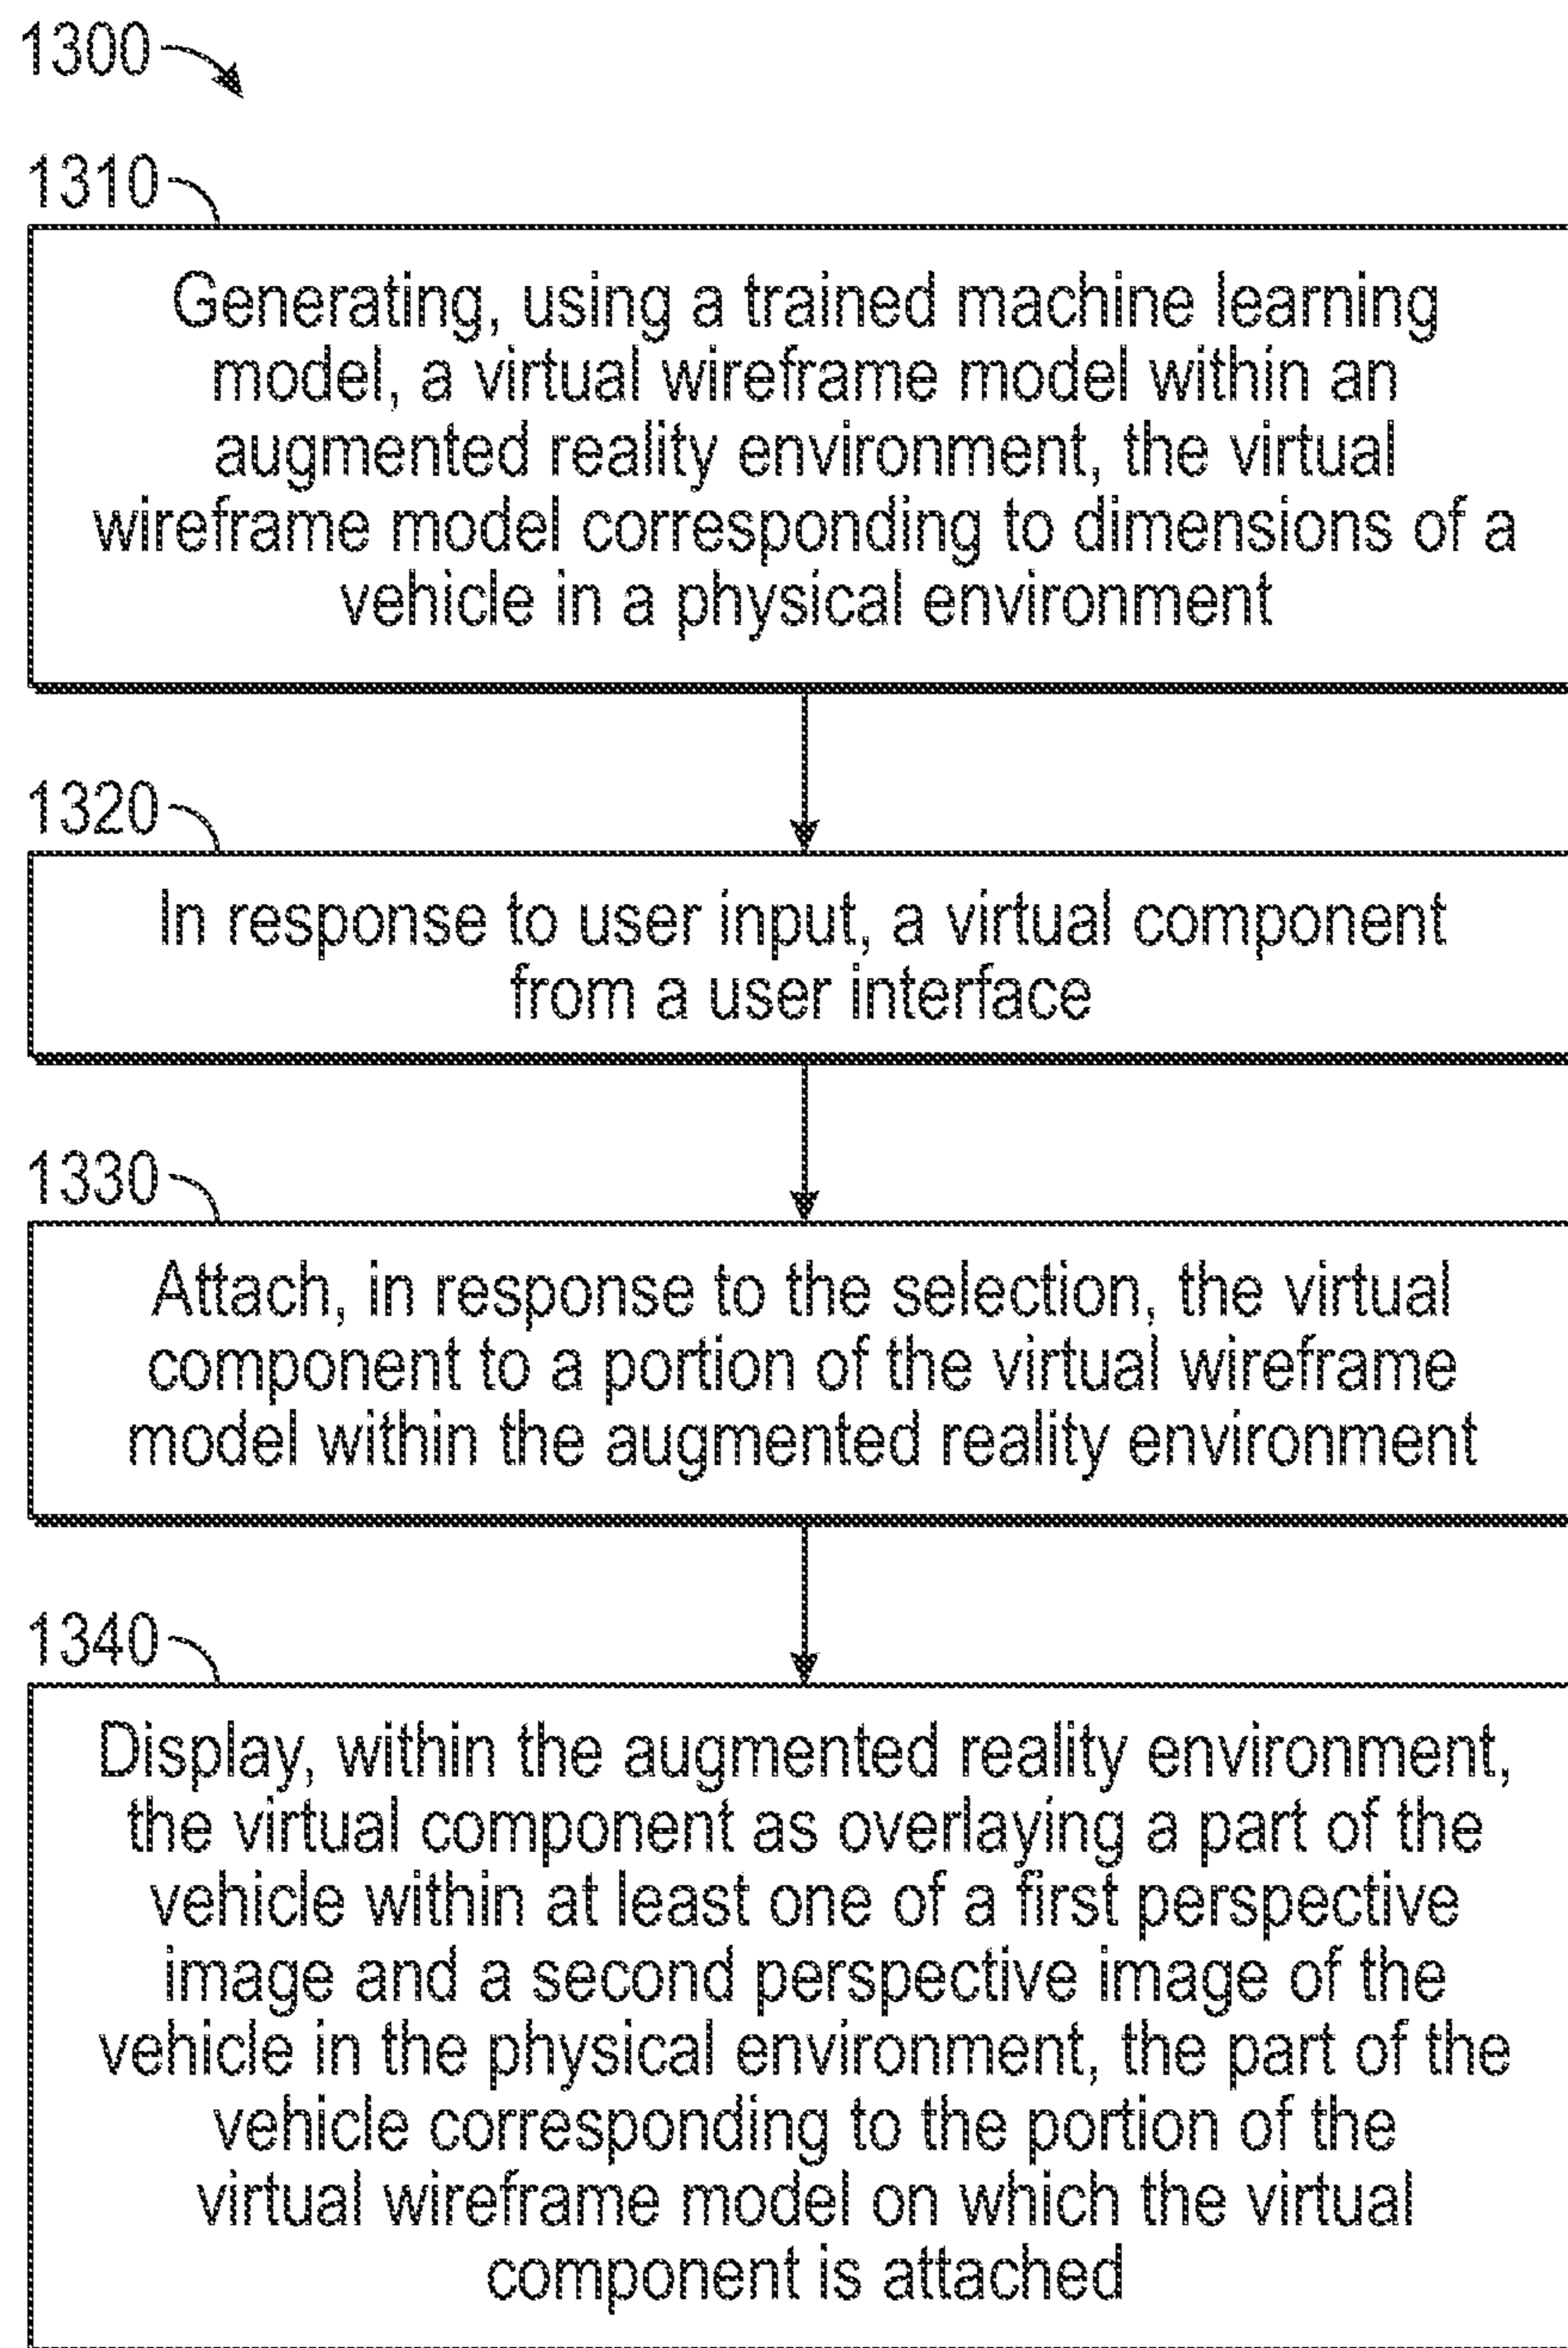 1300
1310
Generating, using a trained machine learning
model, a virtual wireframe model within an
augmented reality environment, the virtual
wireframe model corresponding to dimensions of a
vehicle in a physical environment
1320
In response to user input, a virtual component
from a user interface
1330
Attach, in response to the selection, the virtual
component to a portion of the virtual wireframe
model within the augmented reality environment
1340
Display, within the augmented reality environment,
the virtual component as overlaying a part of the
vehicle within at least one of a first perspective
image and a second perspective image of the
vehicle in the physical environment, the part of the
vehicle corresponding to the portion of the
virtual wireframe model on which the virtual
component is attached